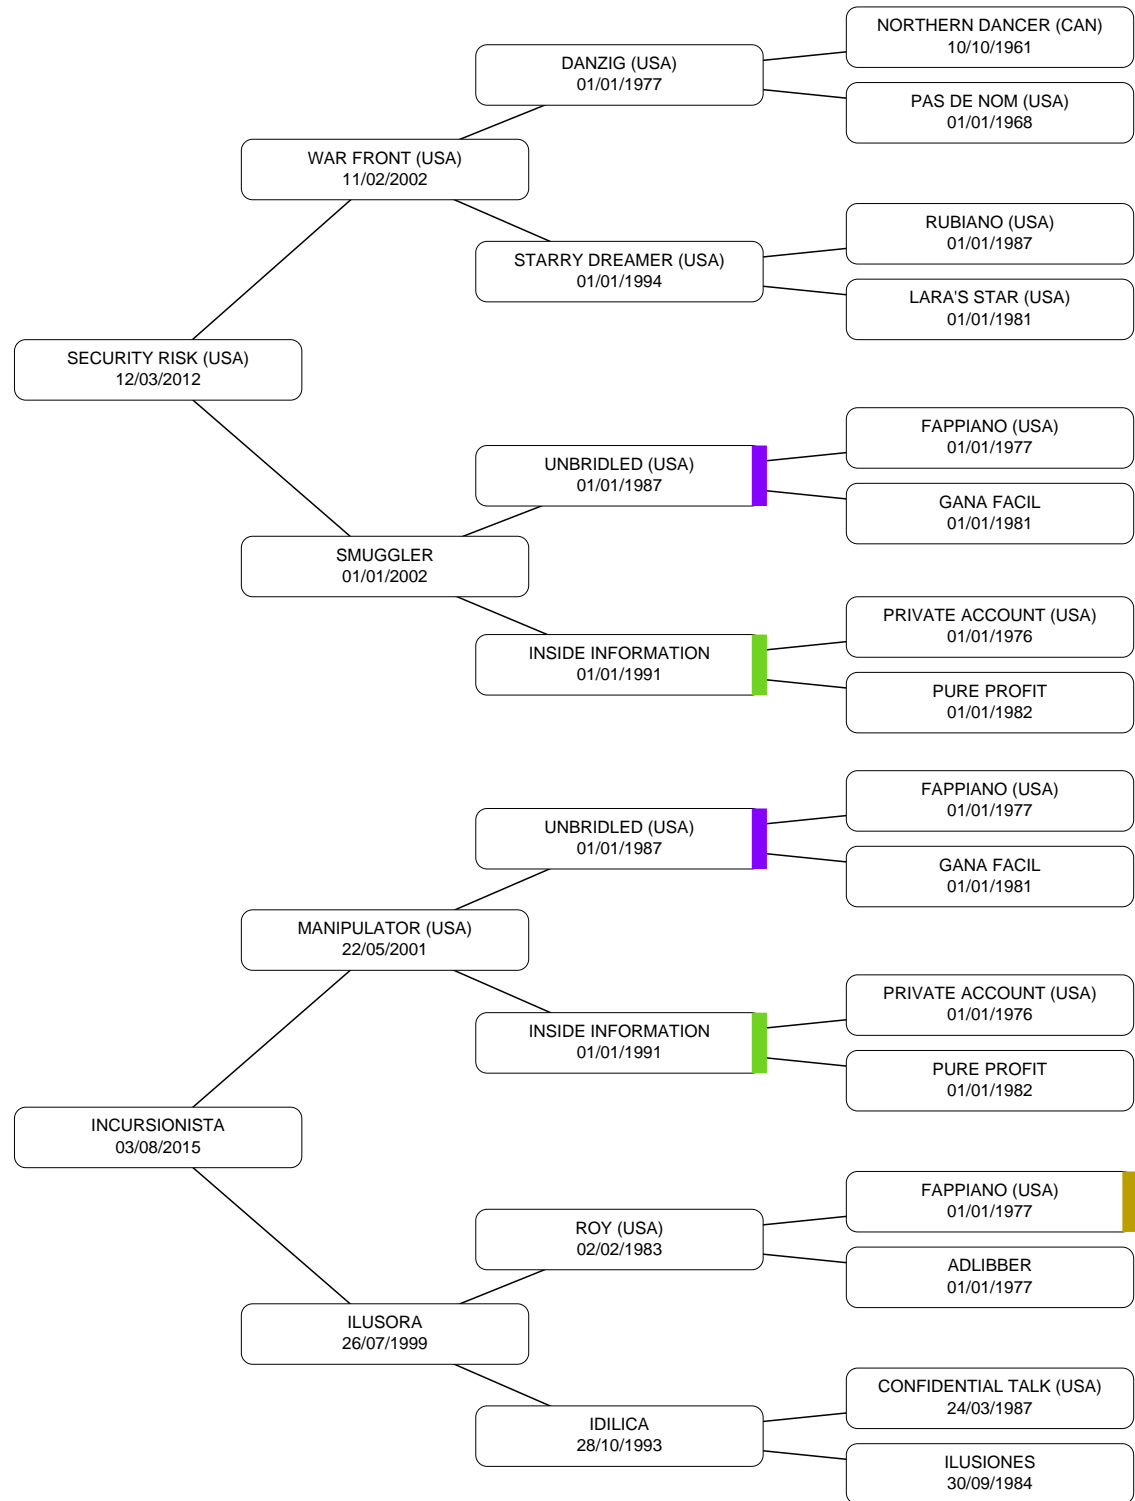 NORTHERN DANCER (CAN)
10/10/1961
DANZIG (USA)
01/01/1977
PAS DE NOM (USA)
01/01/1968
WAR FRONT (USA)
11/02/2002
RUBIANO (USA)
01/01/1987
STARRY DREAMER (USA)
01/01/1994
LARA'S STAR (USA)
01/01/1981
SECURITY RISK (USA)
12/03/2012
FAPPIANO (USA)
01/01/1977
UNBRIDLED (USA)
01/01/1987
GANA FACIL
01/01/1981
SMUGGLER
01/01/2002
PRIVATE ACCOUNT (USA)
01/01/1976
INSIDE INFORMATION
01/01/1991
PURE PROFIT
01/01/1982
FAPPIANO (USA)
01/01/1977
UNBRIDLED (USA)
01/01/1987
GANA FACIL
01/01/1981
MANIPULATOR (USA)
22/05/2001
PRIVATE ACCOUNT (USA)
01/01/1976
INSIDE INFORMATION
01/01/1991
PURE PROFIT
01/01/1982
INCURSIONISTA
03/08/2015
FAPPIANO (USA)
01/01/1977
ROY (USA)
02/02/1983
ADLIBBER
01/01/1977
ILUSORA
26/07/1999
CONFIDENTIAL TALK (USA)
24/03/1987
IDILICA
28/10/1993
ILUSIONES
30/09/1984